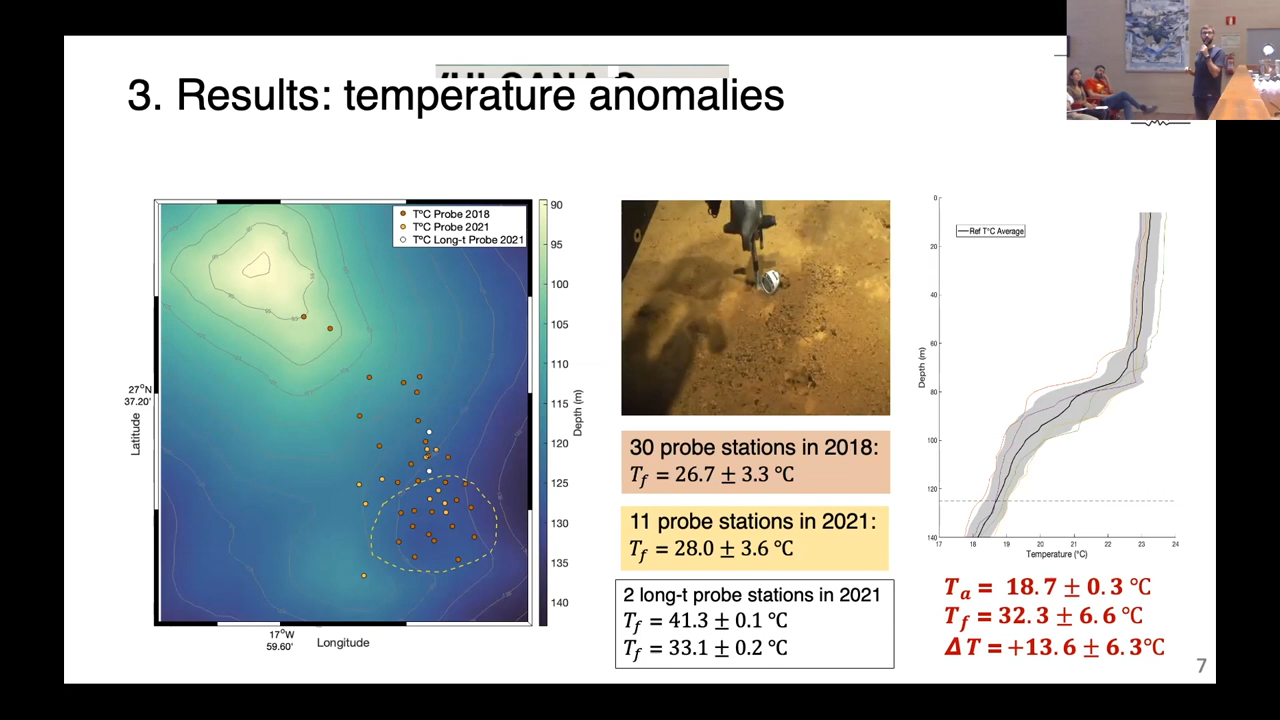 3. Results: temperature anomalies
T°C Probe 2018
T°C Probe 2021
T°C Long-t Probe 2021
90
95
100
105
110
115
120
125
130
135
140
Depth (m)
27°N
37.20'
Latitude
17°W
59.60'
Longitude
30 probe stations in 2018:
T_f = 26.7 ± 3.3 °C
11 probe stations in 2021:
T_f = 28.0 ± 3.6 °C
2 long-t probe stations in 2021
T_f = 41.3 ± 0.1 °C
T_f = 33.1 ± 0.2 °C
Ref T°C Average
0
20
40
60
80
100
120
140
Depth (m)
17 18 19 20 21 22 23 24
Temperature (°C)
T_a = 18.7 ± 0.3 °C
T_f = 32.3 ± 6.6 °C
ΔT = +13.6 ± 6.3°C
7